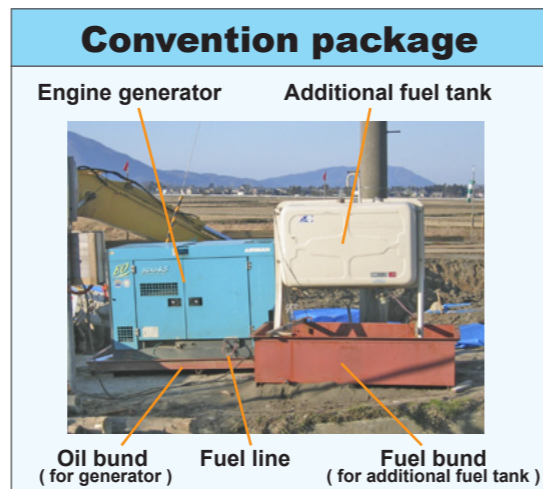 Convention package
Engine generator
Additional fuel tank
Oil bund
( for generator )
Fuel line
Fuel bund
( for additional fuel tank )